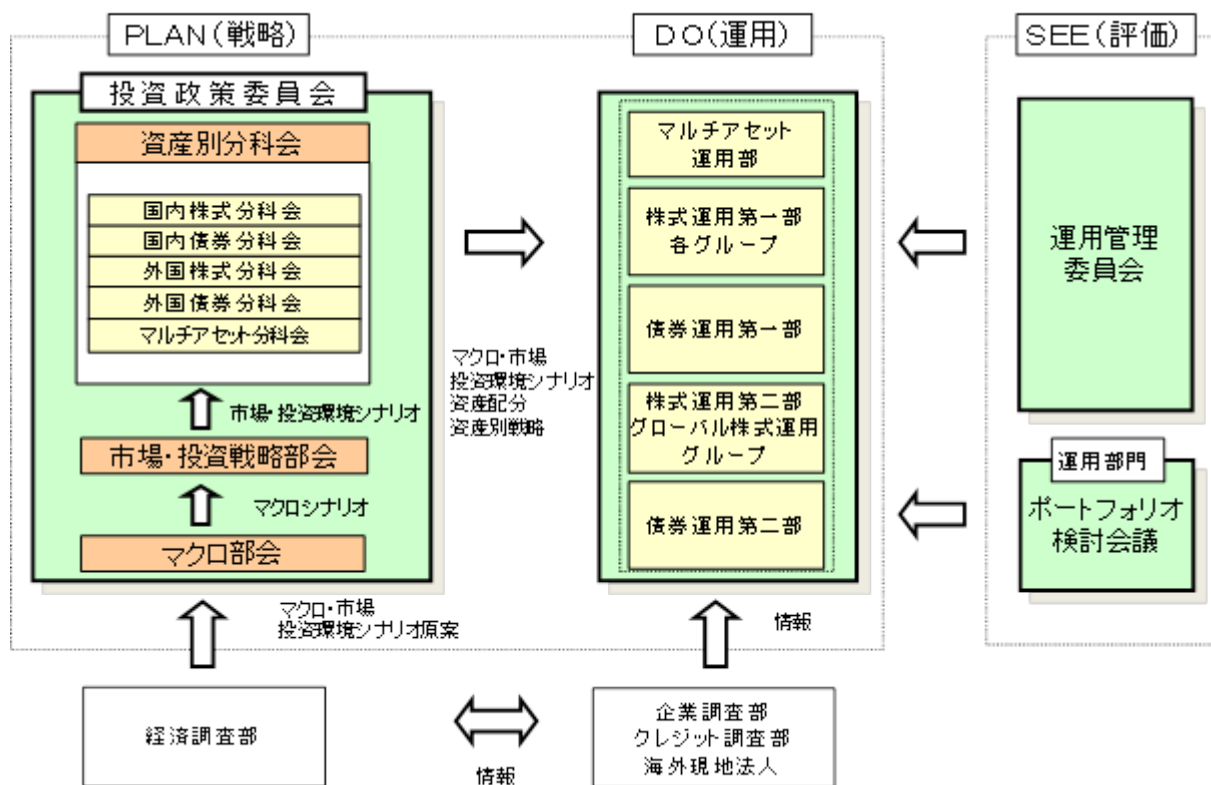 PLAN(戦略)
投資政策委員会
資産別分科会
国内株式分科会
国内債券分科会
外国株式分科会
外国債券分科会
マルチアセット分科会
市場・投資環境シナリオ
市場・投資戦略部会
マクロシナリオ
マクロ部会
マクロ・市場
投資環境シナリオ原案
経済調査部
マクロ・市場
投資環境シナリオ
資産配分
資産別戦略
DO(運用)
マルチアセット
運用部
株式運用第一部
各グループ
債券運用第一部
株式運用第二部
グローバル株式運用
グループ
債券運用第二部
情報
企業調査部
クレジット調査部
海外現地法人
情報
SEE(評価)
運用管理
委員会
運用部門
ポートフォリオ
検討会議